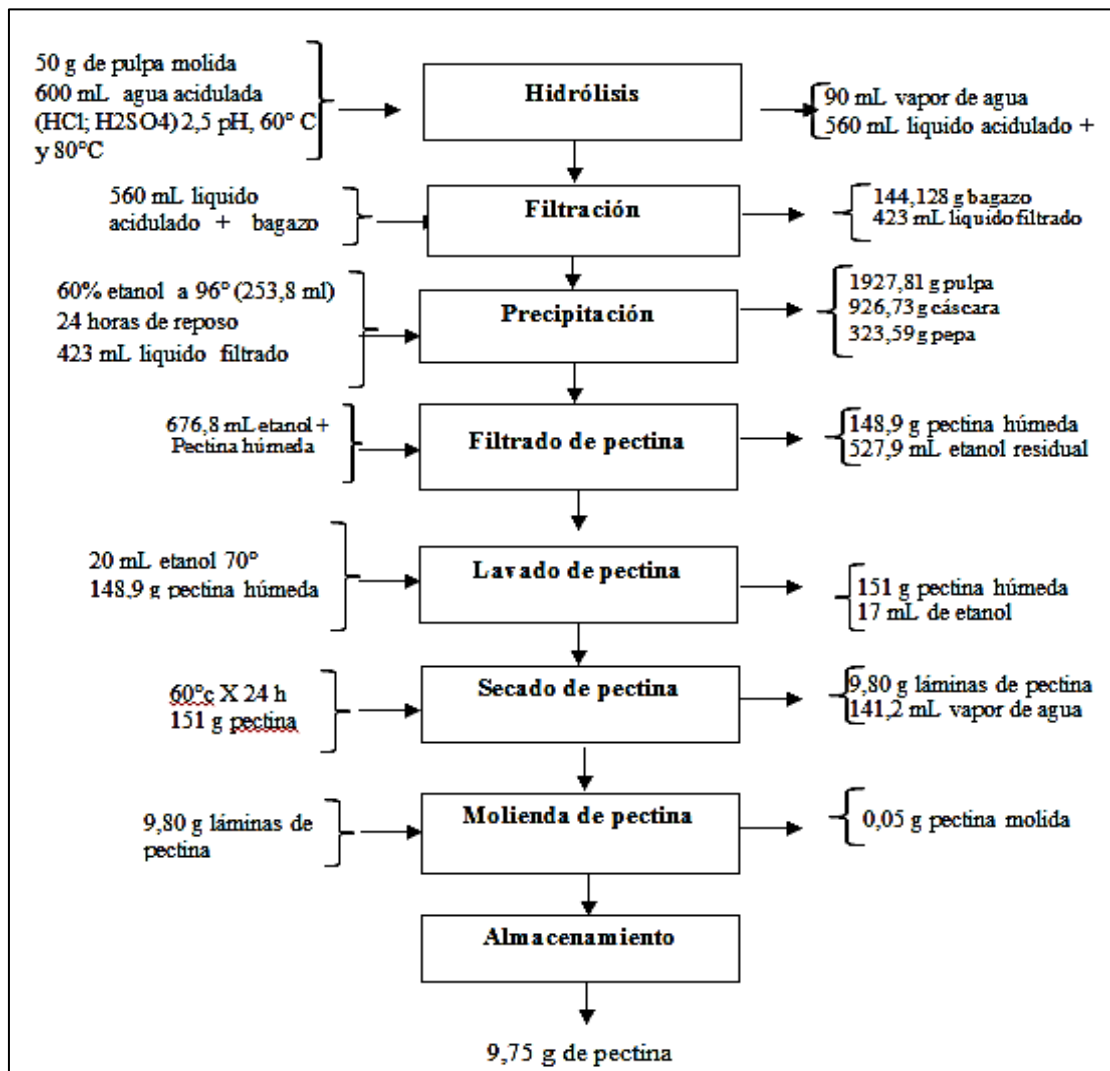 50 g de pulpa molida
600 mL agua acidulada
(HCl; H2SO4) 2,5 pH, 60° C
y 80°C
Hidrólisis
90 mL vapor de agua
560 mL liquido acidulado +
560 mL liquido
acidulado + bagazo
Filtración
144,128 g bagazo
423 mL liquido filtrado
60% etanol a 96° (253,8 ml)
24 horas de reposo
423 mL liquido filtrado
Precipitación
1927,81 g pulpa
926,73 g cáscara
323,59 g pepa
676,8 mL etanol +
Pectina húmeda
Filtrado de pectina
148,9 g pectina húmeda
527,9 mL etanol residual
20 mL etanol 70°
148,9 g pectina húmeda
Lavado de pectina
151 g pectina húmeda
17 mL de etanol
60°c X 24 h
151 g pectina
Secado de pectina
9,80 g láminas de pectina
141,2 mL vapor de agua
9,80 g láminas de
pectina
Molienda de pectina
0,05 g pectina molida
Almacenamiento
9,75 g de pectina